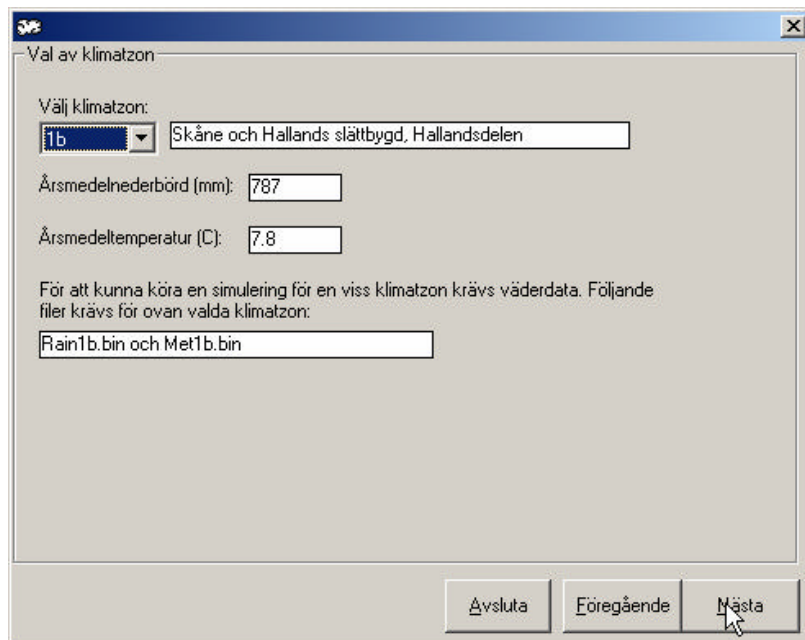 Val av klimatzon
Välj klimatzon:
1b
Skåne och Hallands slättbygd, Hallandsdelen
Årsmedelnederbörd (mm):
787
Årsmedeltemperatur (C):
7.8
För att kunna köra en simulering för en viss klimatzon krävs väderdata. Följande
filer krävs för ovan valda klimatzon:
Rain1b.bin och Met1b.bin
Avsluta
Föregående
Nästa